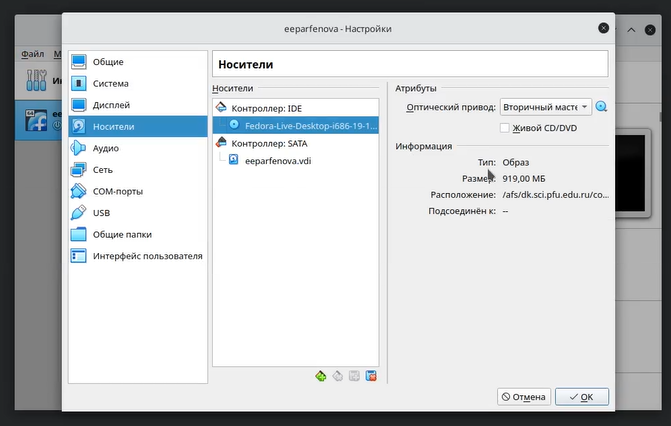 eeparfenova - Настройки
Файл
Общие
Система
Дисплей
Носители
Аудио
Сеть
COM-порты
USB
Общие папки
Интерфейс пользователя
Носители
Носители
Контроллер: IDE
Fedora-Live-Desktop-i686-19-1...
Контроллер: SATA
eeparfenova.vdi
Атрибуты
Оптический привод: Вторичный масте
Живой CD/DVD
Информация
Тип: Образ
Размер: 919,00 МБ
Расположение: /afs/dk.sci.pfu.edu.ru/co...
Подсоединён к: --
Отмена
OK